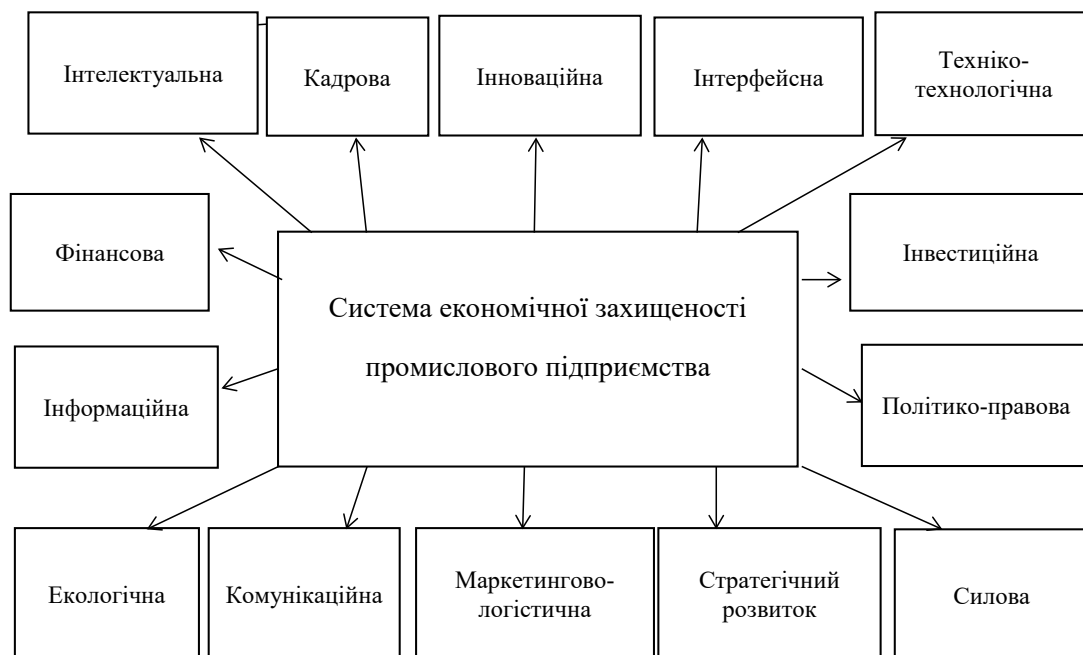 Інтелектуальна
Кадрова
Інноваційна
Інтерфейсна
Техніко-
технологічна
Фінансова
Інвестиційна
Система економічної захищеності
промислового підприємства
Інформаційна
Політико-правова
Екологічна
Комунікаційна
Маркетингово-
логістична
Стратегічний
розвиток
Силова